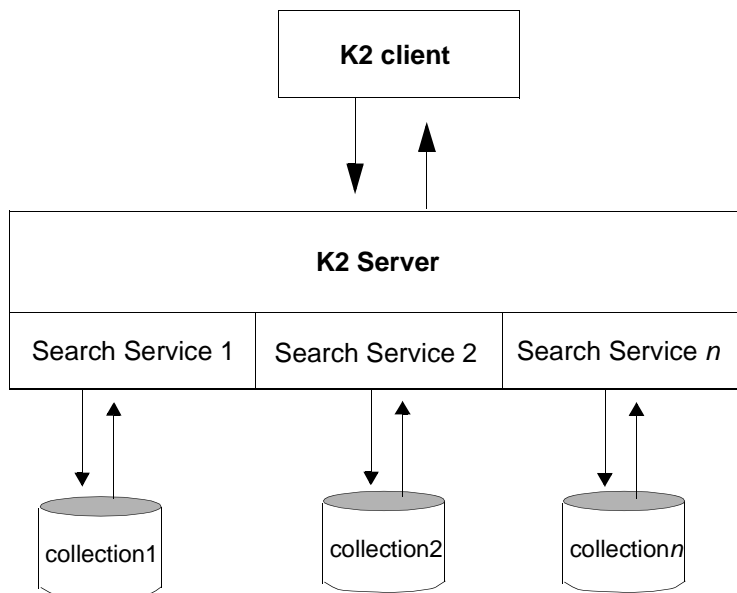 K2 client
K2 Server
Search Service 1
Search Service 2
Search Service n
collection1
collection2
collectionn